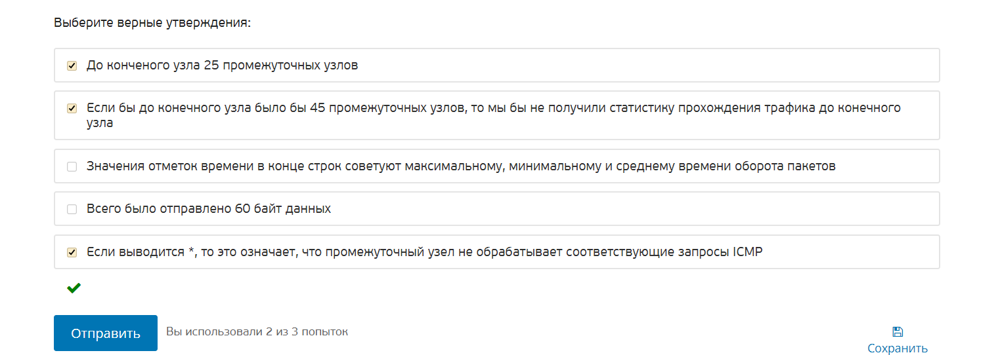 Выберите верные утверждения:
До конченого узла 25 промежуточных узлов
Если бы до конечного узла было бы 45 промежуточных узлов, то мы бы не получили статистику прохождения трафика до конечного
узла
Значения отметок времени в конце строк советуют максимальному, минимальному и среднему времени оборота пакетов
Всего было отправлено 60 байт данных
Если выводится *, то это означает, что промежуточный узел не обрабатывает соответствующие запросы ICMP
Отправить
Вы использовали 2 из 3 попыток
Сохранить